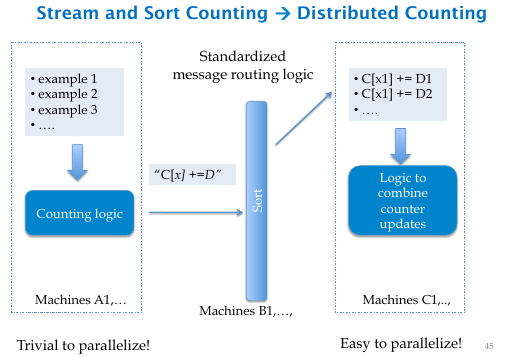 Stream and Sort Counting → Distributed Counting
Standardized
message routing logic
• example 1
• example 2
• example 3
• ….
Counting logic
Machines A1,…
Trivial to parallelize!
“C[x] +=D”
Sort
Machines B1,…,
• C[x1] += D1
• C[x1] += D2
• ….
Logic to
combine
counter
updates
Machines C1,..,
Easy to parallelize!
45